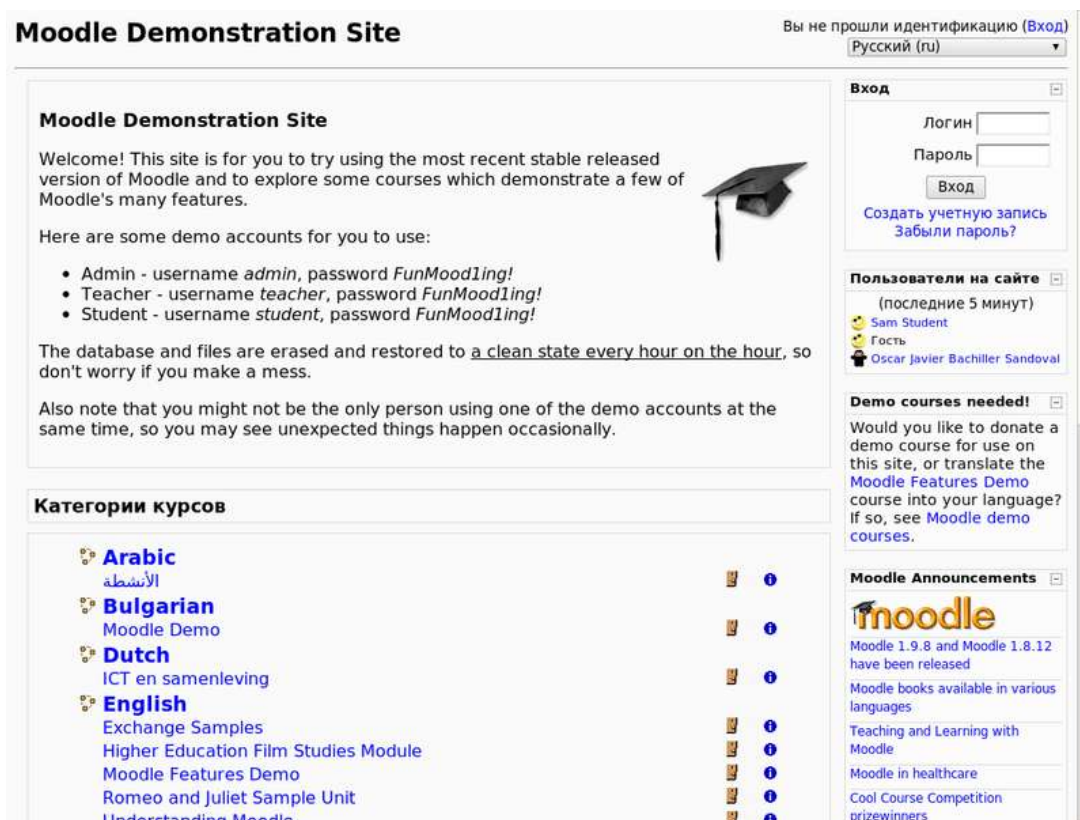 Moodle Demonstration Site
Вы не прошли идентификацию (Вход)
Русский (ru)
Moodle Demonstration Site
Welcome! This site is for you to try using the most recent stable released
version of Moodle and to explore some courses which demonstrate a few of
Moodle's many features.
Here are some demo accounts for you to use:
• Admin - username admin, password FunMood1ing!
• Teacher - username teacher, password FunMood1ing!
• Student - username student, password FunMood1ing!
The database and files are erased and restored to a clean state every hour on the hour, so
don't worry if you make a mess.
Also note that you might not be the only person using one of the demo accounts at the
same time, so you may see unexpected things happen occasionally.
Категории курсов
Arabic
الأنشطة
Bulgarian
Moodle Demo
Dutch
ICT en samenleving
English
Exchange Samples
Higher Education Film Studies Module
Moodle Features Demo
Romeo and Juliet Sample Unit
Understanding Moodle
Вход
Логин
Пароль
Вход
Создать учетную запись
Забыли пароль?
Пользователи на сайте
(последние 5 минут)
Sam Student
Гость
Oscar Javier Bachiller Sandoval
Demo courses needed!
Would you like to donate a
demo course for use on
this site, or translate the
Moodle Features Demo
course into your language?
If so, see Moodle demo
courses.
Moodle Announcements
moodle
Moodle 1.9.8 and Moodle 1.8.12
have been released
Moodle books available in various
languages
Teaching and Learning with
Moodle
Moodle in healthcare
Cool Course Competition
prizewinners